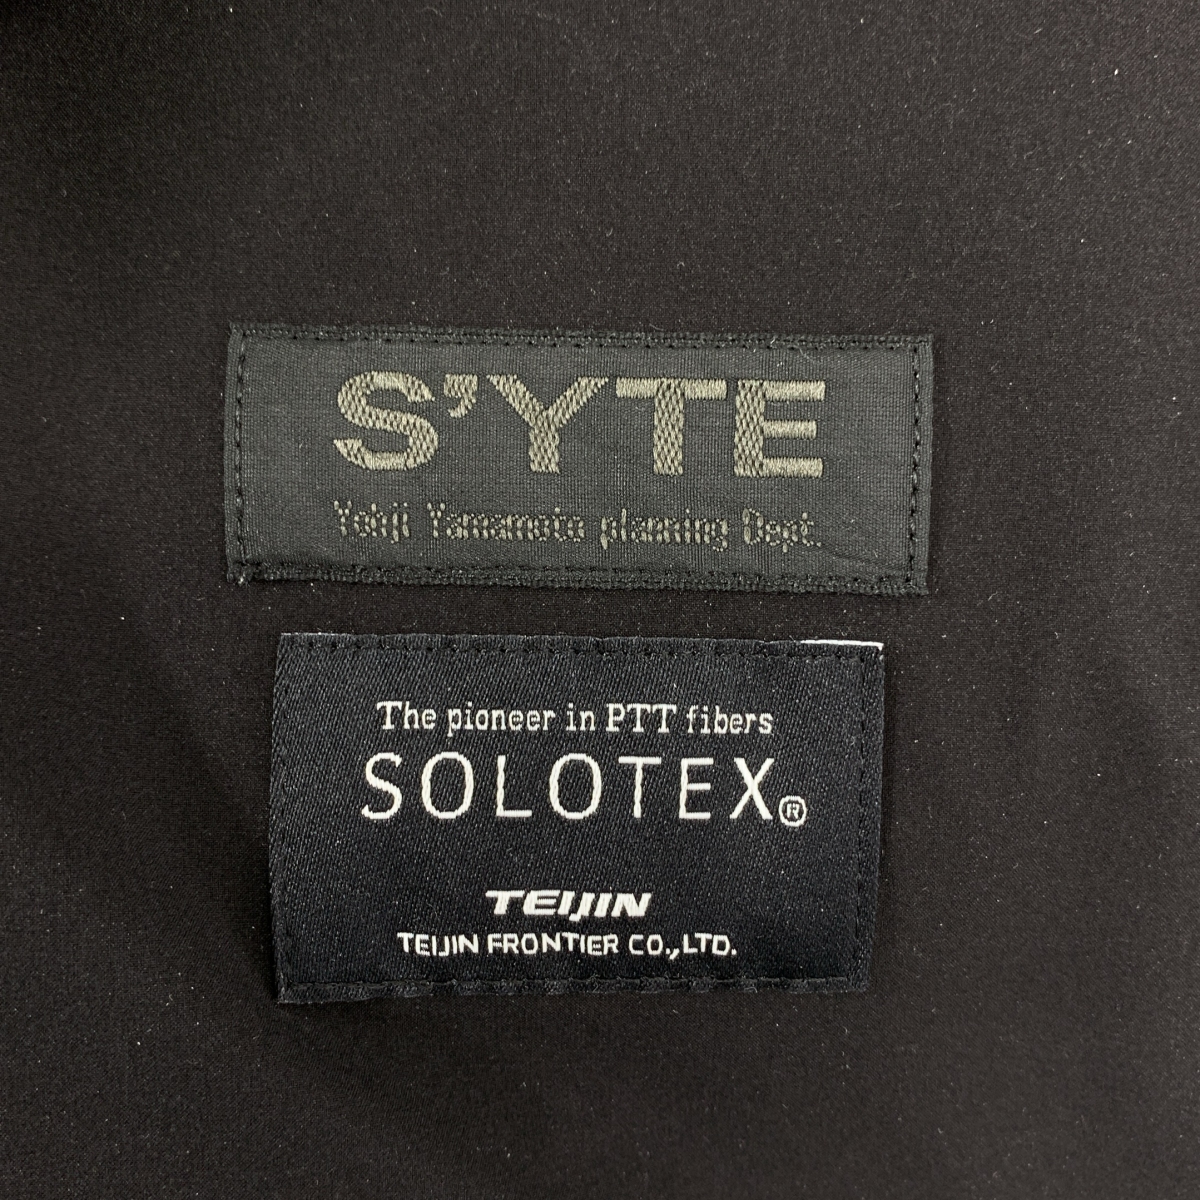 S'YTE
Yohji Yamamoto planning Dept.
The pioneer in PTT fibers
SOLOTEX®
TEIJIN
TEIJIN FRONTIER CO.,LTD.